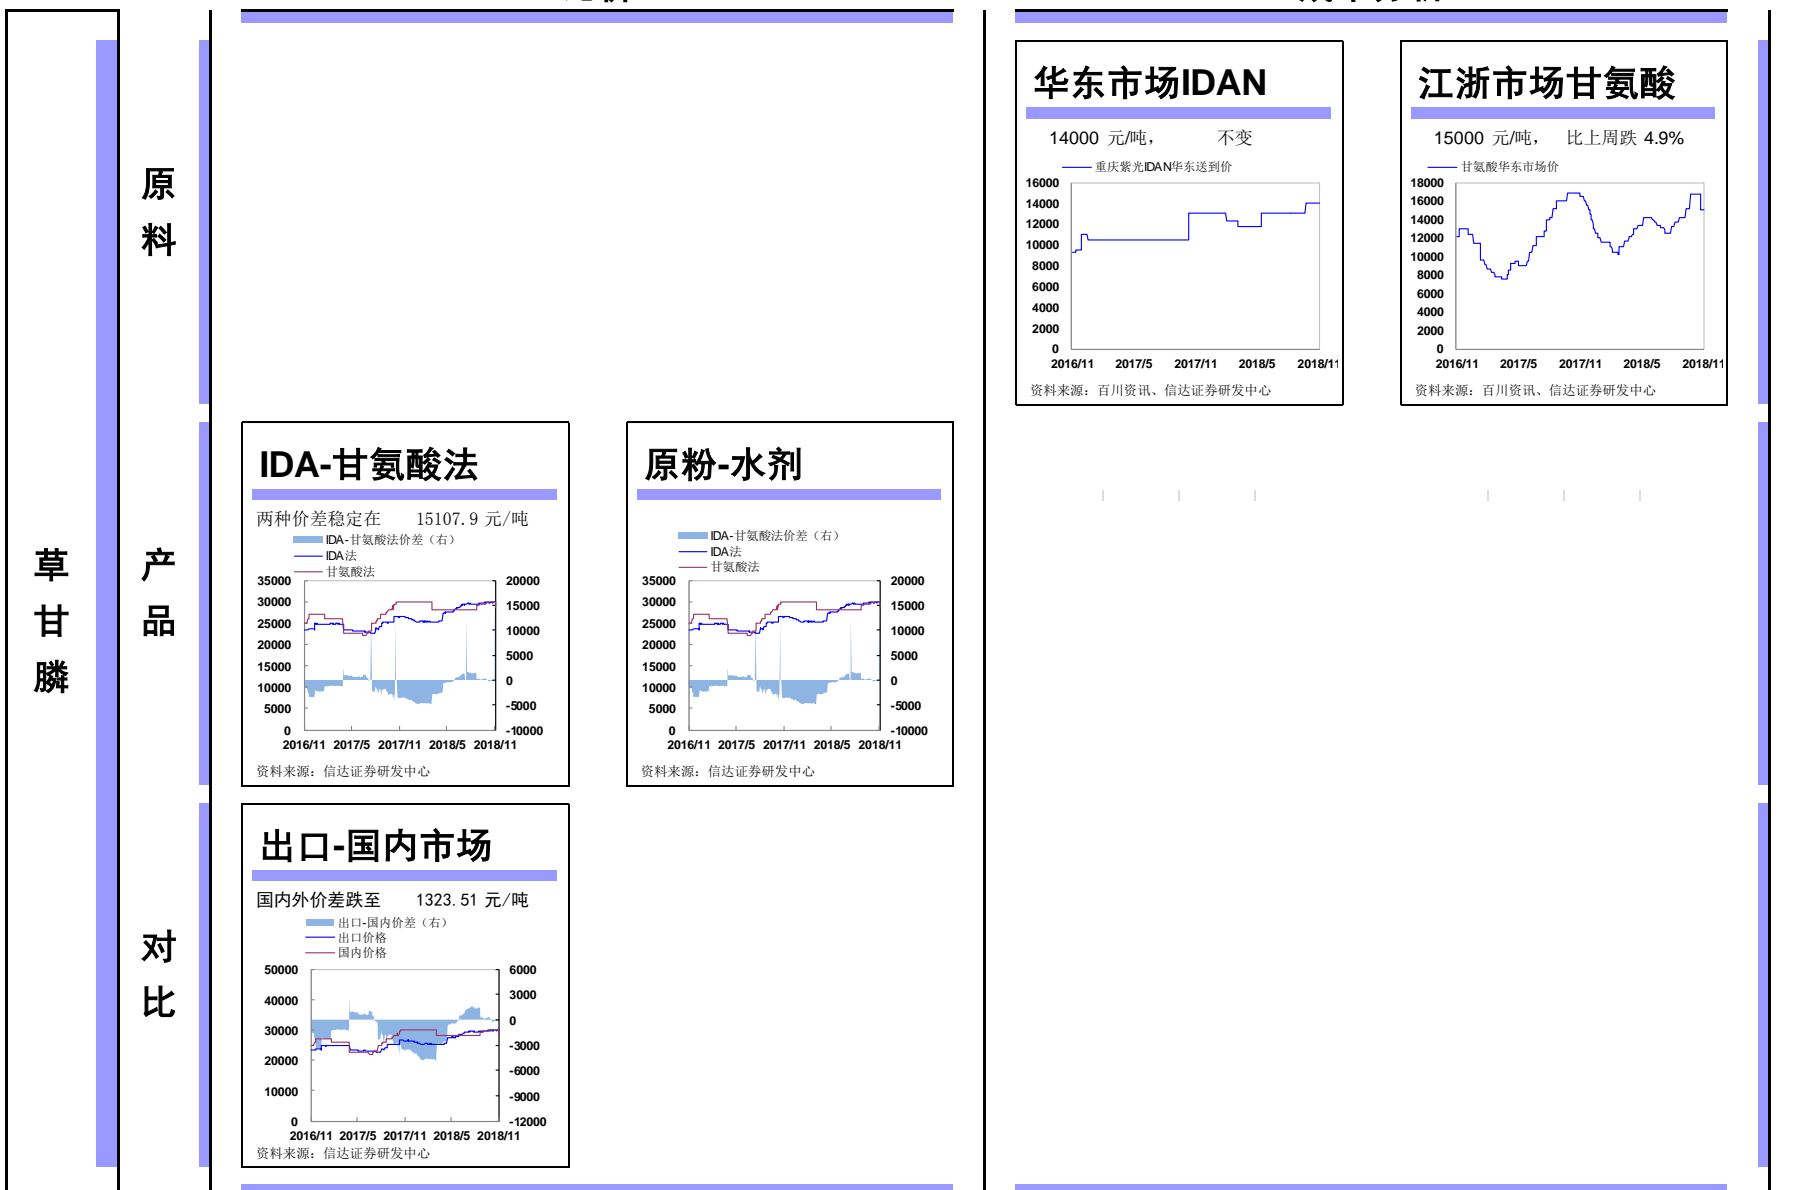 草
甘
膦
原
料
华东市场IDAN
14000 元/吨， 不变
重庆紫光IDAN华东送到价
16000
14000
12000
10000
8000
6000
4000
2000
0
2016/11 2017/5 2017/11 2018/5 2018/11
资料来源：百川资讯、信达证券研发中心
江浙市场甘氨酸
15000 元/吨， 比上周跌 4.9%
甘氨酸华东市场价
18000
16000
14000
12000
10000
8000
6000
4000
2000
0
2016/11 2017/5 2017/11 2018/5 2018/11
资料来源：百川资讯、信达证券研发中心
产
品
IDA-甘氨酸法
两种价差稳定在 15107.9 元/吨
IDA-甘氨酸法价差（右）
IDA法
甘氨酸法
35000 20000
30000 15000
25000 10000
20000 5000
15000 0
10000 -5000
5000 -10000
0
2016/11 2017/5 2017/11 2018/5 2018/11
资料来源：信达证券研发中心
原粉-水剂
IDA-甘氨酸法价差（右）
IDA法
甘氨酸法
35000 20000
30000 15000
25000 10000
20000 5000
15000 0
10000 -5000
5000 -10000
0
2016/11 2017/5 2017/11 2018/5 2018/11
资料来源：信达证券研发中心
对
比
出口-国内市场
国内外价差跌至 1323.51 元/吨
出口-国内价差（右）
出口价格
国内价格
50000 6000
40000 3000
30000 0
20000 -3000
10000 -6000
0 -9000
-12000
2016/11 2017/5 2017/11 2018/5 2018/11
资料来源：信达证券研发中心